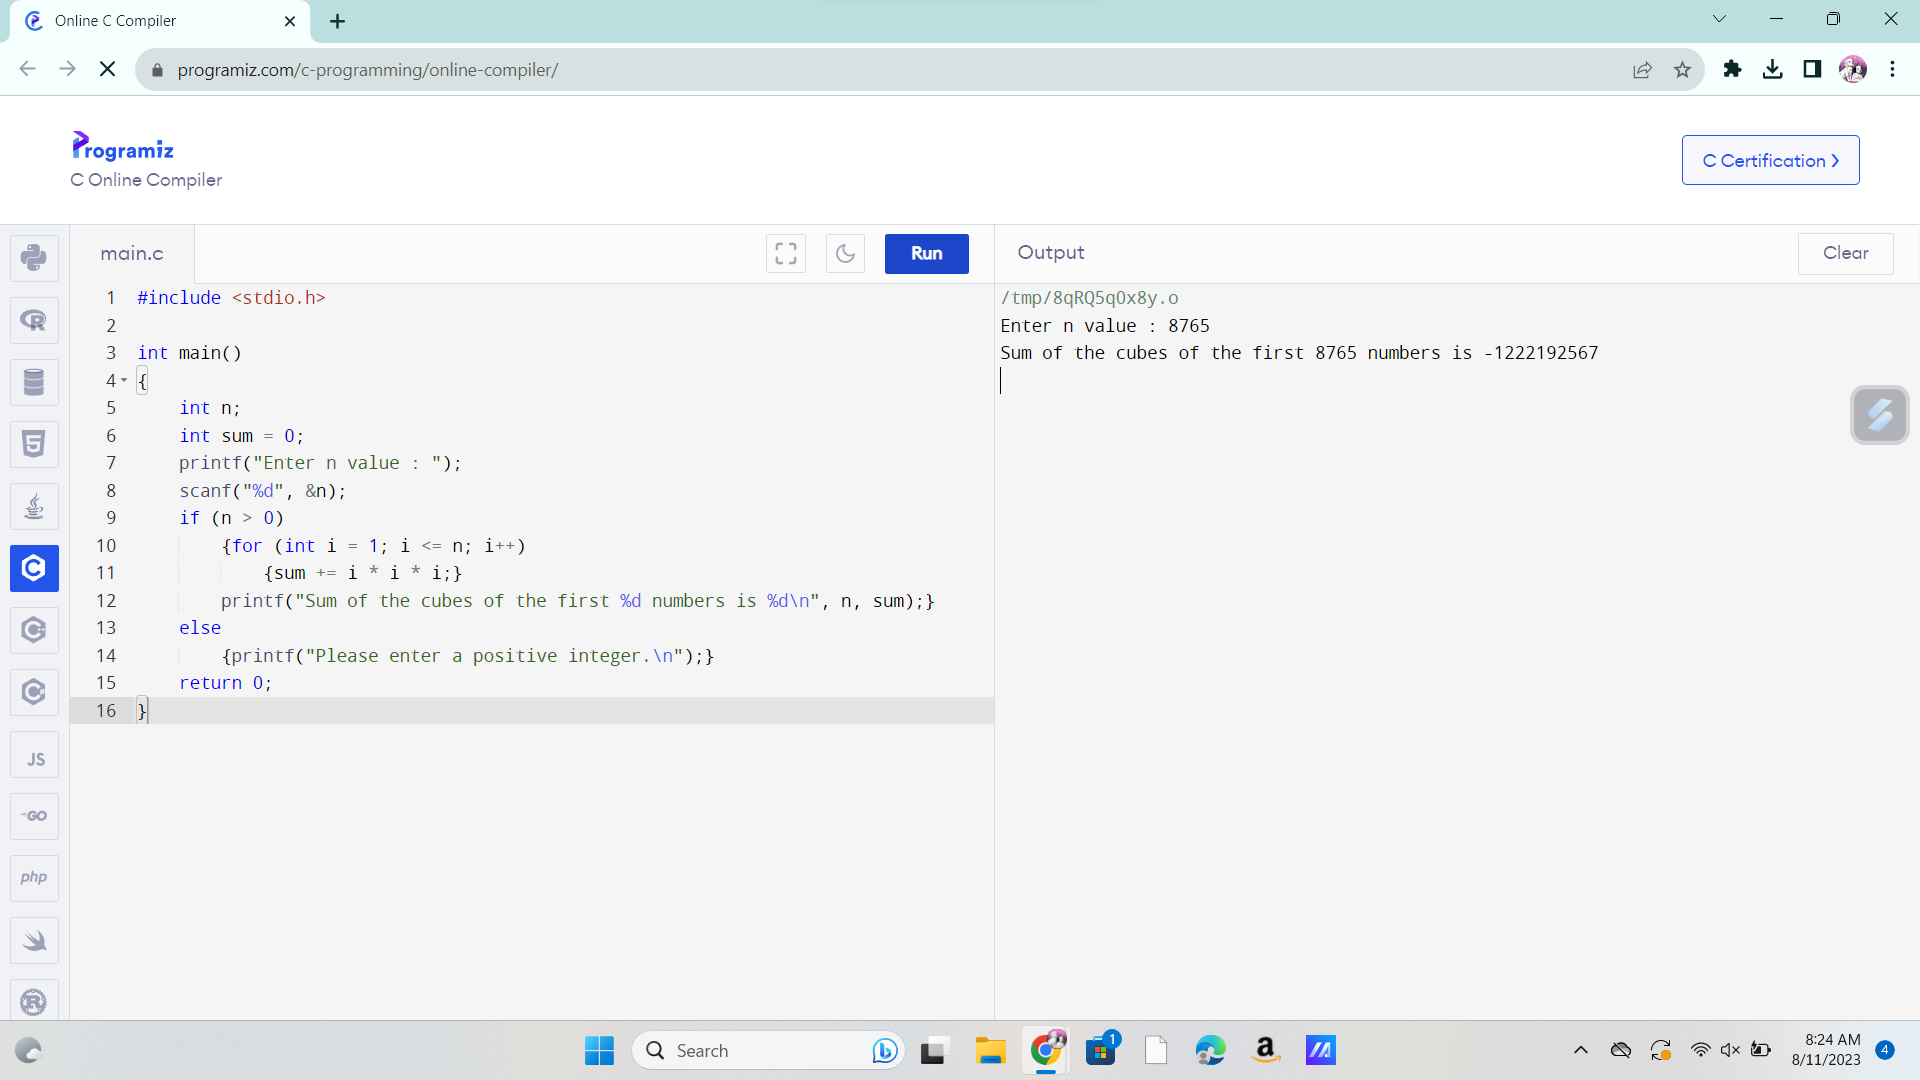 Online C Compiler
programiz.com/c-programming/online-compiler/
Programiz
C Online Compiler
C Certification
main.c
Run
Output
Clear
1 #include <stdio.h>
2
3 int main()
4 {
5 int n;
6 int sum = 0;
7 printf("Enter n value : ");
8 scanf("%d", &n);
9 if (n > 0)
10 {for (int i = 1; i <= n; i++)
11 {sum += i * i * i;}
12 printf("Sum of the cubes of the first %d numbers is %d\n", n, sum);}
13 else
14 {printf("Please enter a positive integer.\n");}
15 return 0;
16 }
/tmp/8qRQ5q0x8y.o
Enter n value : 8765
Sum of the cubes of the first 8765 numbers is -1222192567
R
5
C
C
C
JS
GO
php
R
Search
b
1
a
8:24 AM
8/11/2023
4